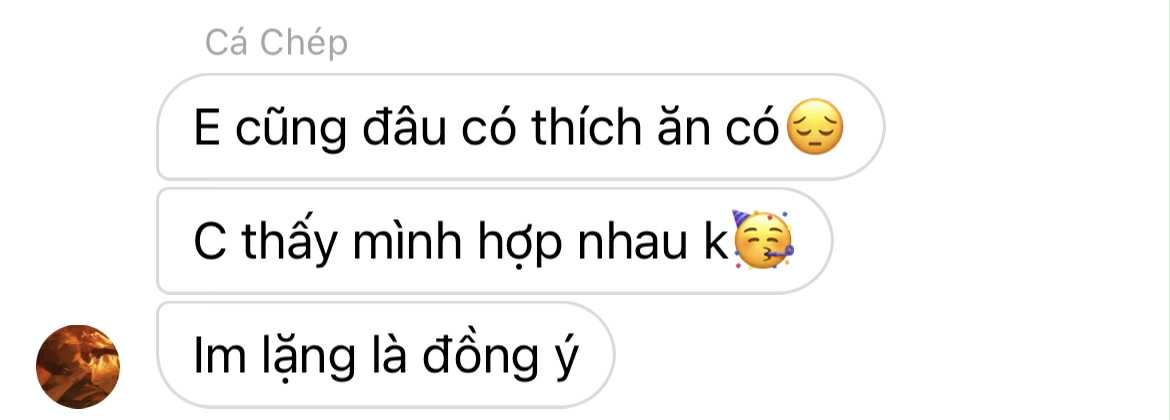 Cá Chép
E cũng đâu có thích ăn có😔
C thấy mình hợp nhau k🥳
Im lặng là đồng ý